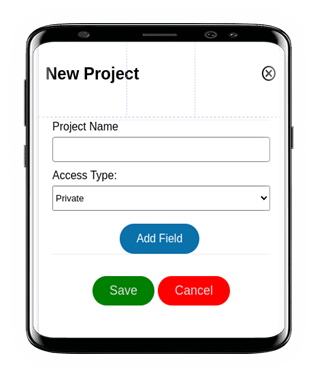 New Project
Project Name
Access Type:
Private
Add Field
Save Cancel